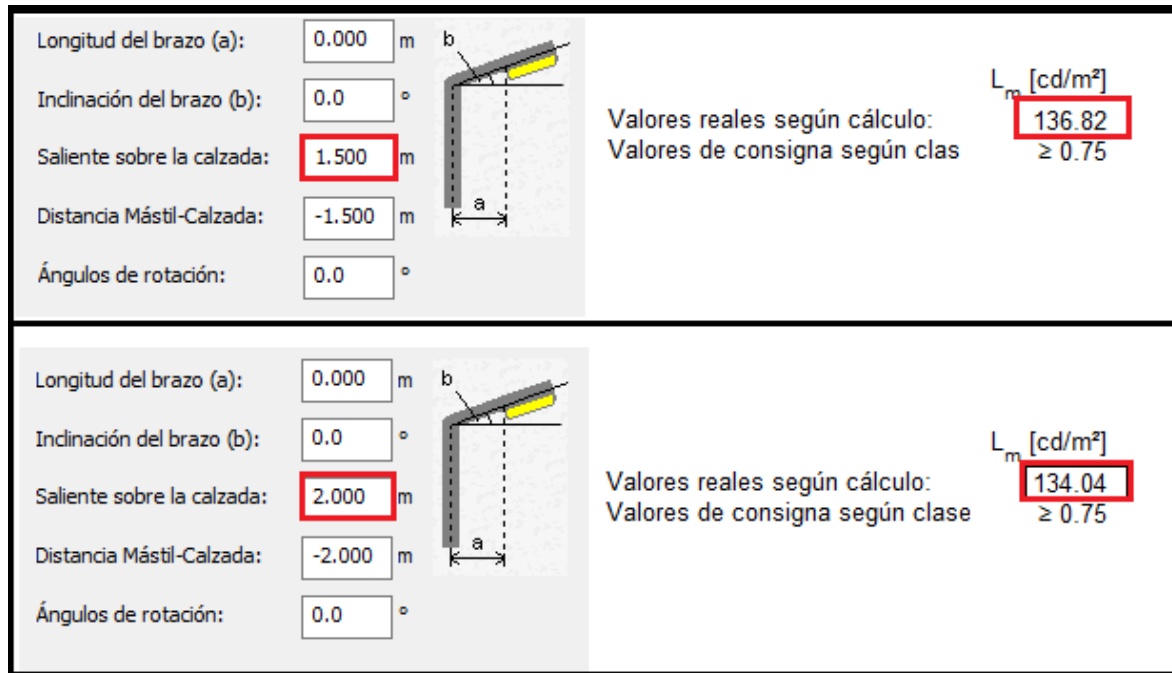 Longitud del brazo (a): 0.000 m
b
Inclinación del brazo (b): 0.0 °
Saliente sobre la calzada: 1.500 m
Distancia Mástil-Calzada: -1.500 m
a
Ángulos de rotación: 0.0 °
Lm [cd/m²]
Valores reales según cálculo: 136.82
Valores de consigna según clas ≥ 0.75
Longitud del brazo (a): 0.000 m
b
Inclinación del brazo (b): 0.0 °
Saliente sobre la calzada: 2.000 m
Distancia Mástil-Calzada: -2.000 m
a
Ángulos de rotación: 0.0 °
Lm [cd/m²]
Valores reales según cálculo: 134.04
Valores de consigna según clase ≥ 0.75